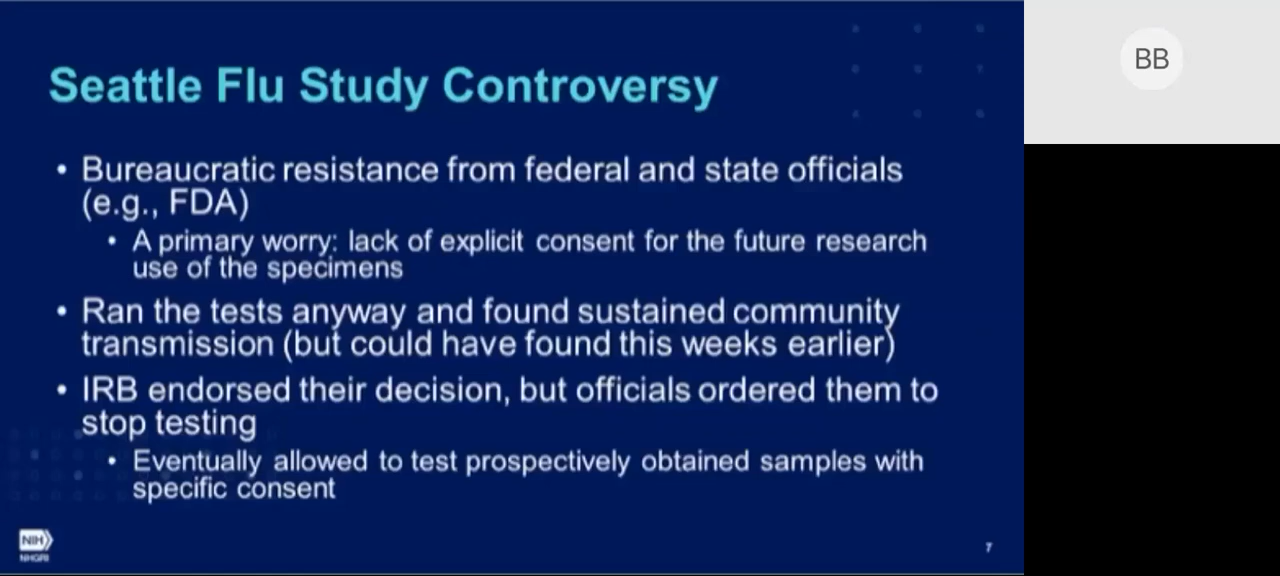 Seattle Flu Study Controversy
• Bureaucratic resistance from federal and state officials
(e.g., FDA)
• A primary worry: lack of explicit consent for the future research
use of the specimens
• Ran the tests anyway and found sustained community
transmission (but could have found this weeks earlier)
• IRB endorsed their decision, but officials ordered them to
stop testing
• Eventually allowed to test prospectively obtained samples with
specific consent
NIH
NHGRI
7
BB